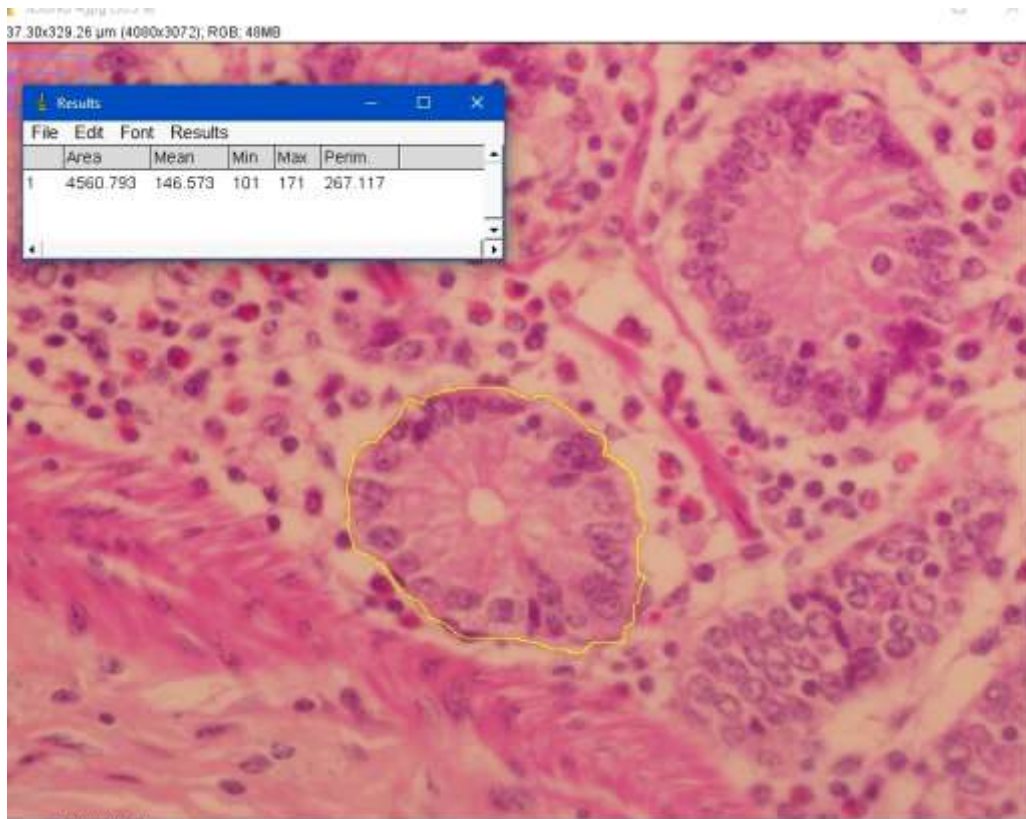 37.30x329.26 µm (4080x3072); RGB; 48MB
Results
File Edit Font Results
Area Mean Min Max Perim.
1 4560.793 146.573 101 171 267.117